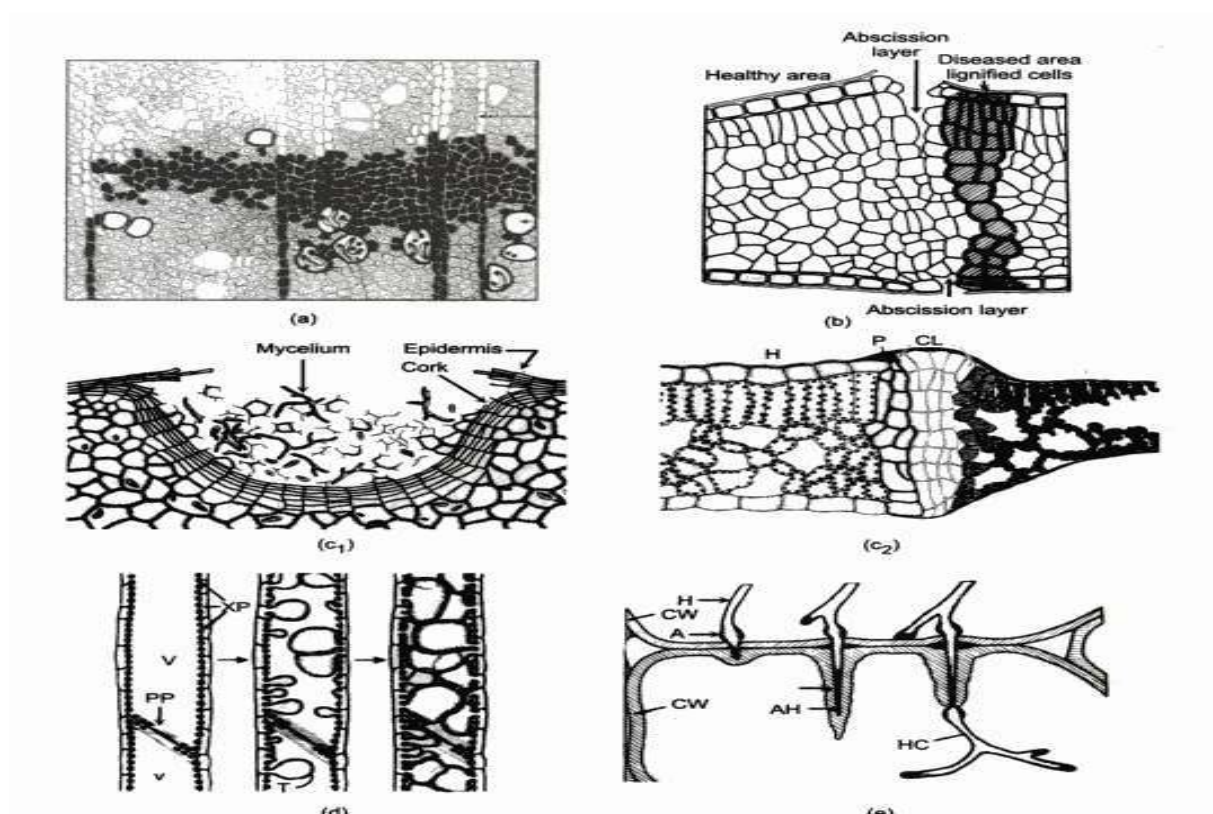 Abscission
layer
Healthy area
Diseased area
lignified cells
Abscission layer
(a)
(b)
Mycelium
Epidermis
Cork
H
P
CL
(c1)
(c2)
XP
V
PP
v
T
H
CW
A
CW
AH
HC
(d)
(e)